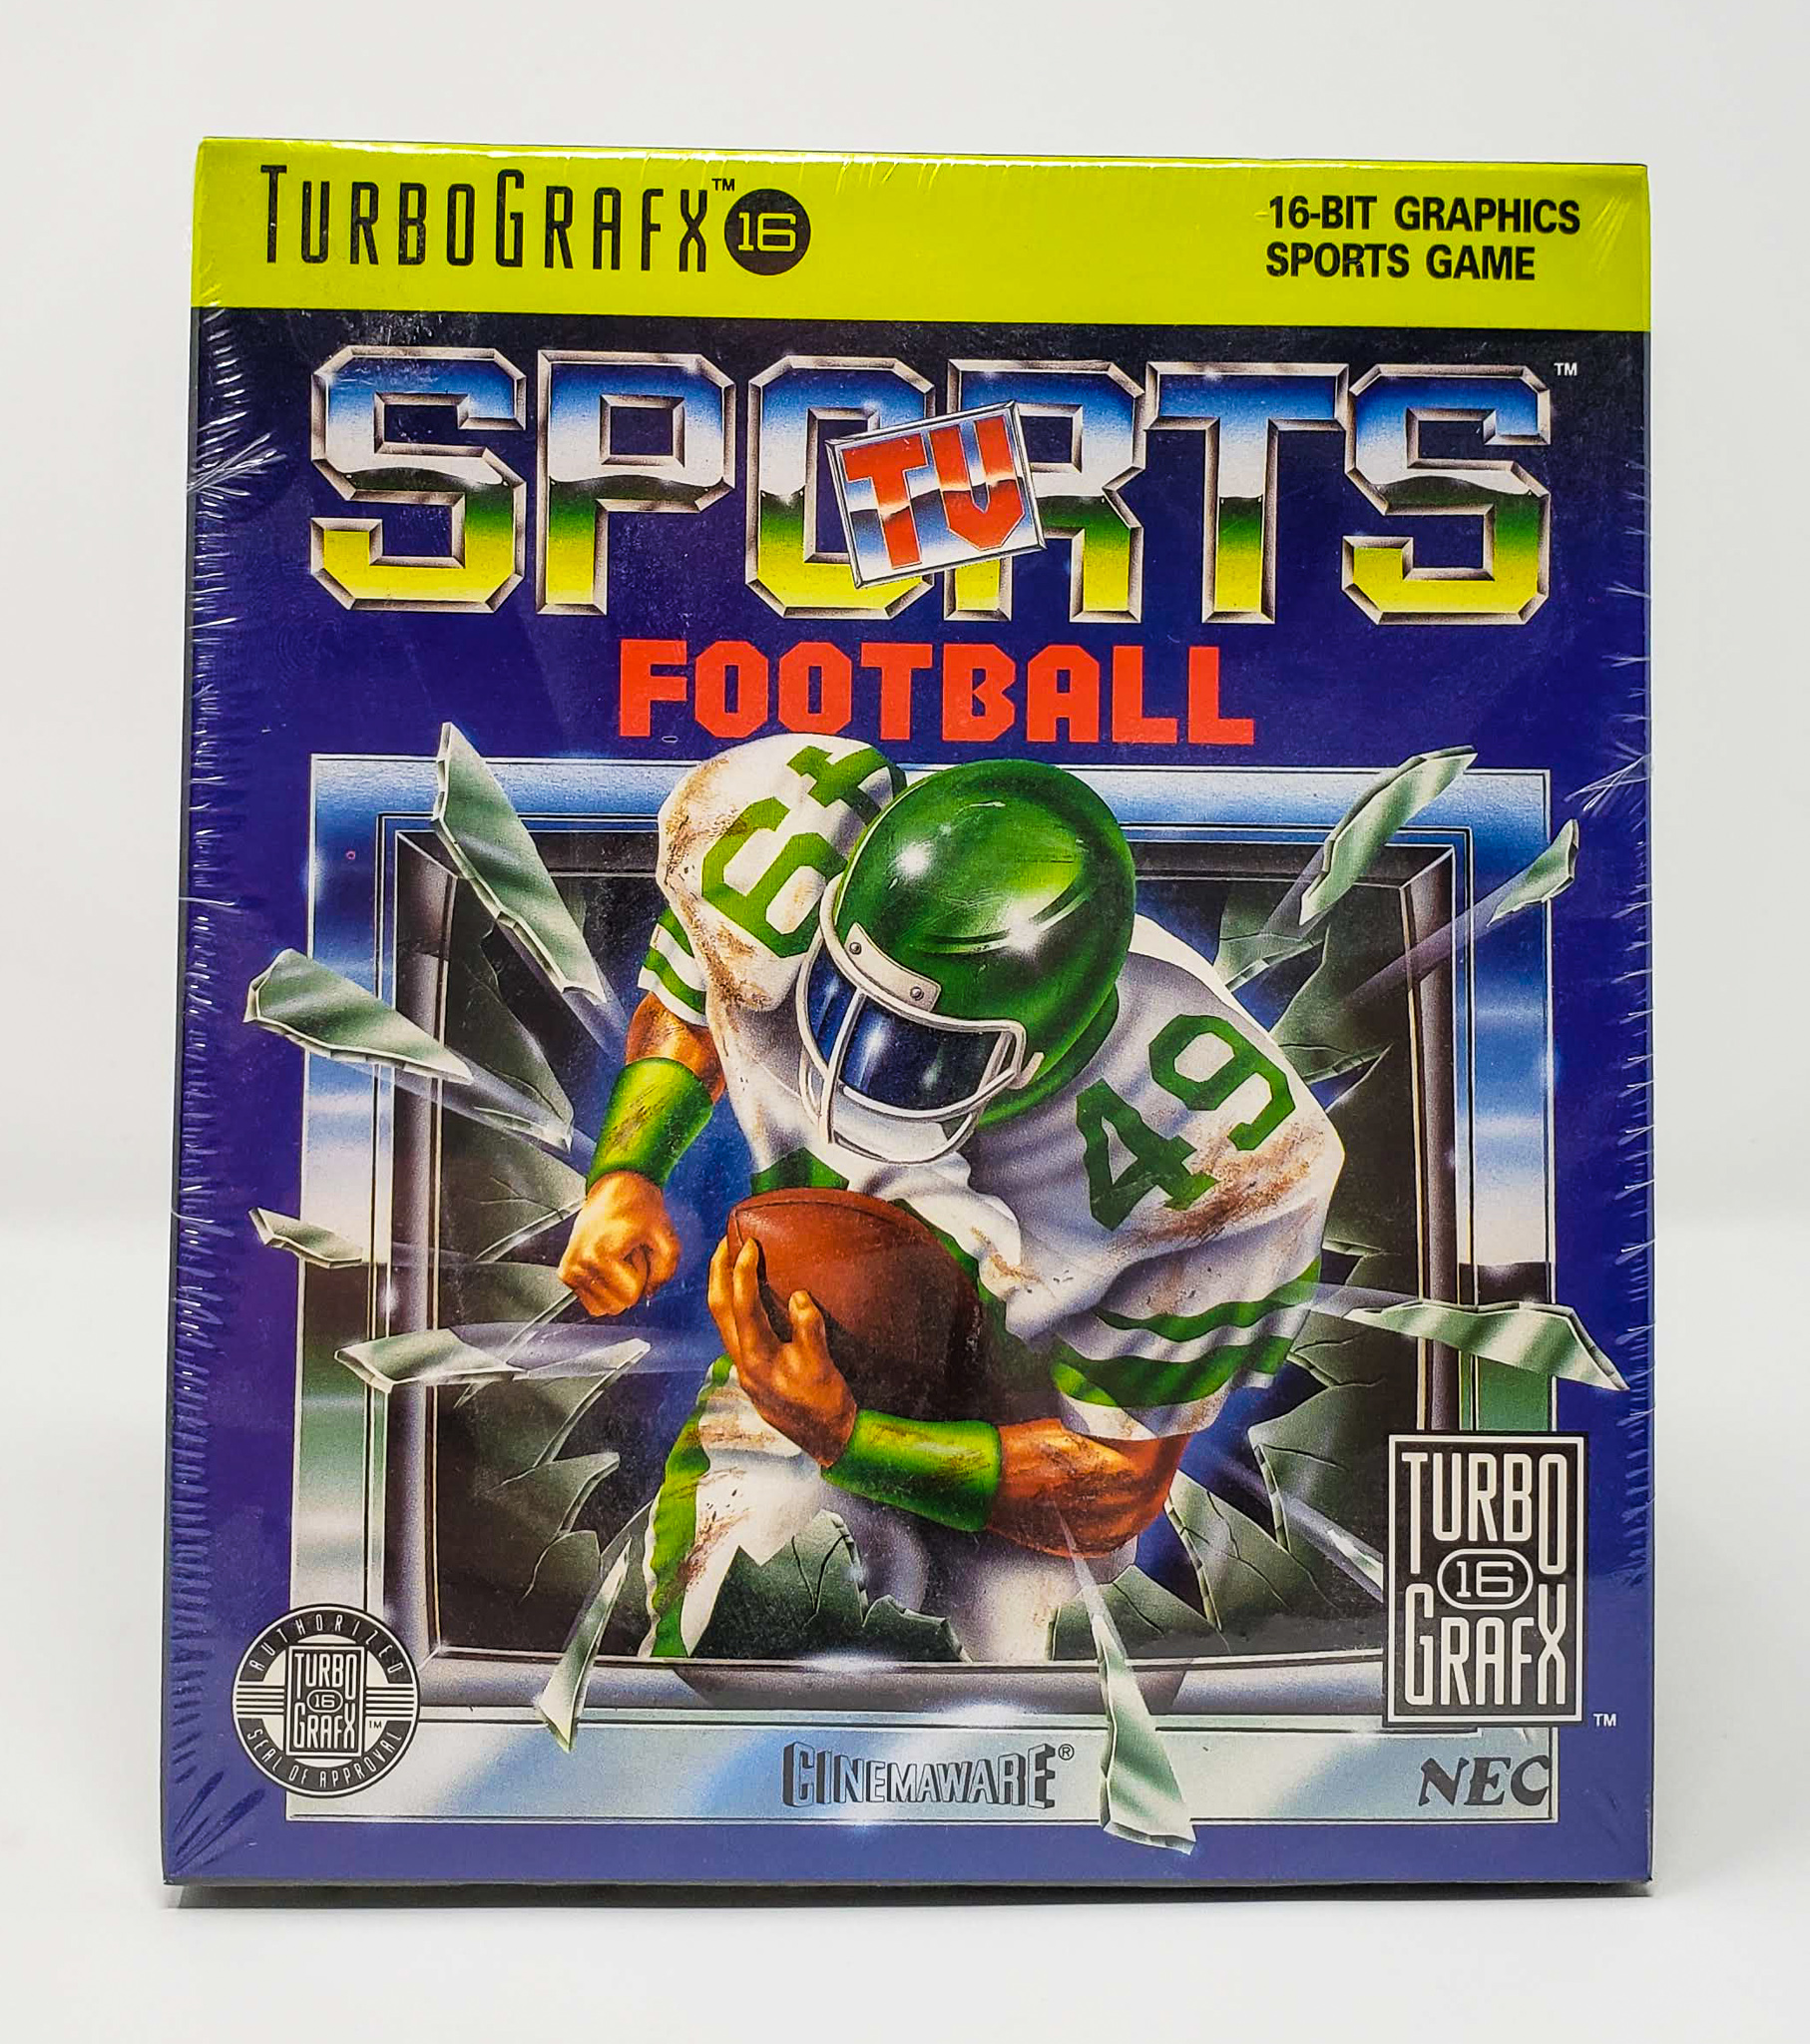 TURBOGRAFX™ 16
16-BIT GRAPHICS
SPORTS GAME
SPORTS™
TV
FOOTBALL
64
49
TURBO
16
GRAFX
™
AUTHORIZED
TURBO
16
GRAFX
TM
SEAL OF APPROVAL
CINEMAWARE®
NEC